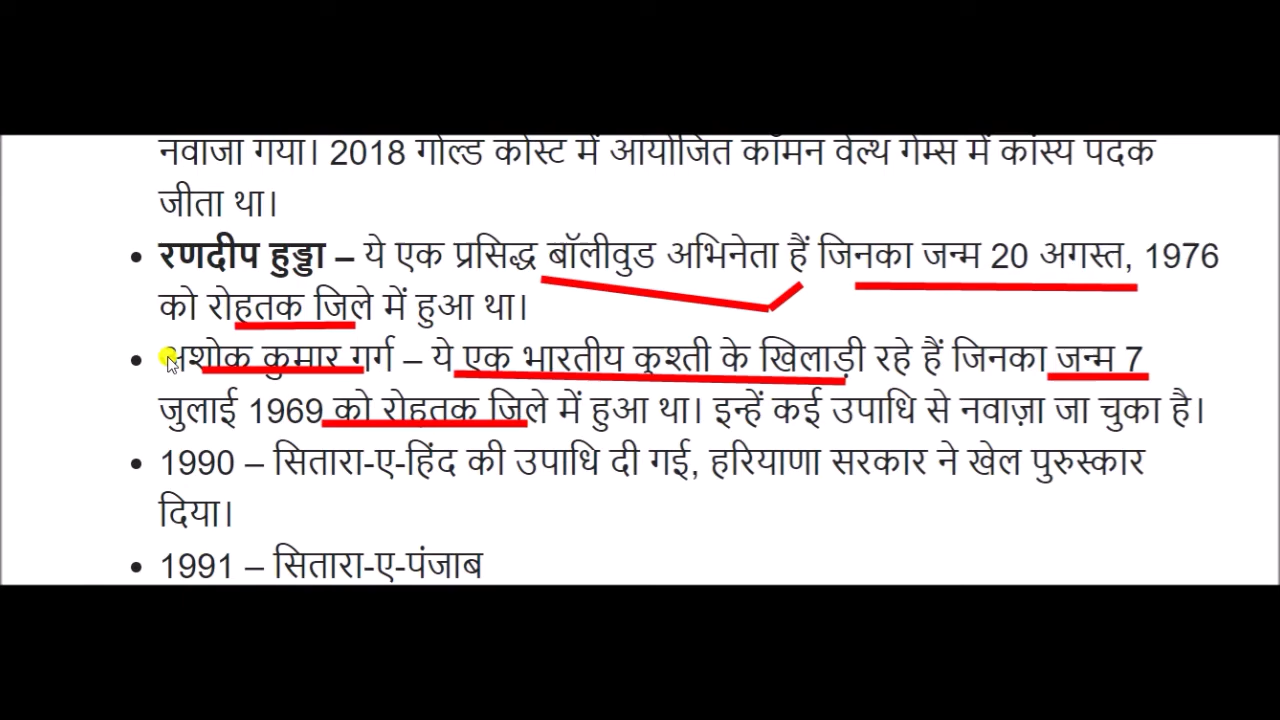 नवाजा गया। 2018 गोल्ड कोस्ट में आयोजित कॉमन वेल्थ गेम्स में कांस्य पदक
जीता था।
• रणदीप हुड्डा – ये एक प्रसिद्ध बॉलीवुड अभिनेता हैं जिनका जन्म 20 अगस्त, 1976
को रोहतक जिले में हुआ था।
• अशोक कुमार गर्ग – ये एक भारतीय कुश्ती के खिलाड़ी रहे हैं जिनका जन्म 7
जुलाई 1969 को रोहतक जिले में हुआ था। इन्हें कई उपाधि से नवाज़ा जा चुका है।
• 1990 – सितारा-ए-हिंद की उपाधि दी गई, हरियाणा सरकार ने खेल पुरुस्कार
दिया।
• 1991 – सितारा-ए-पंजाब